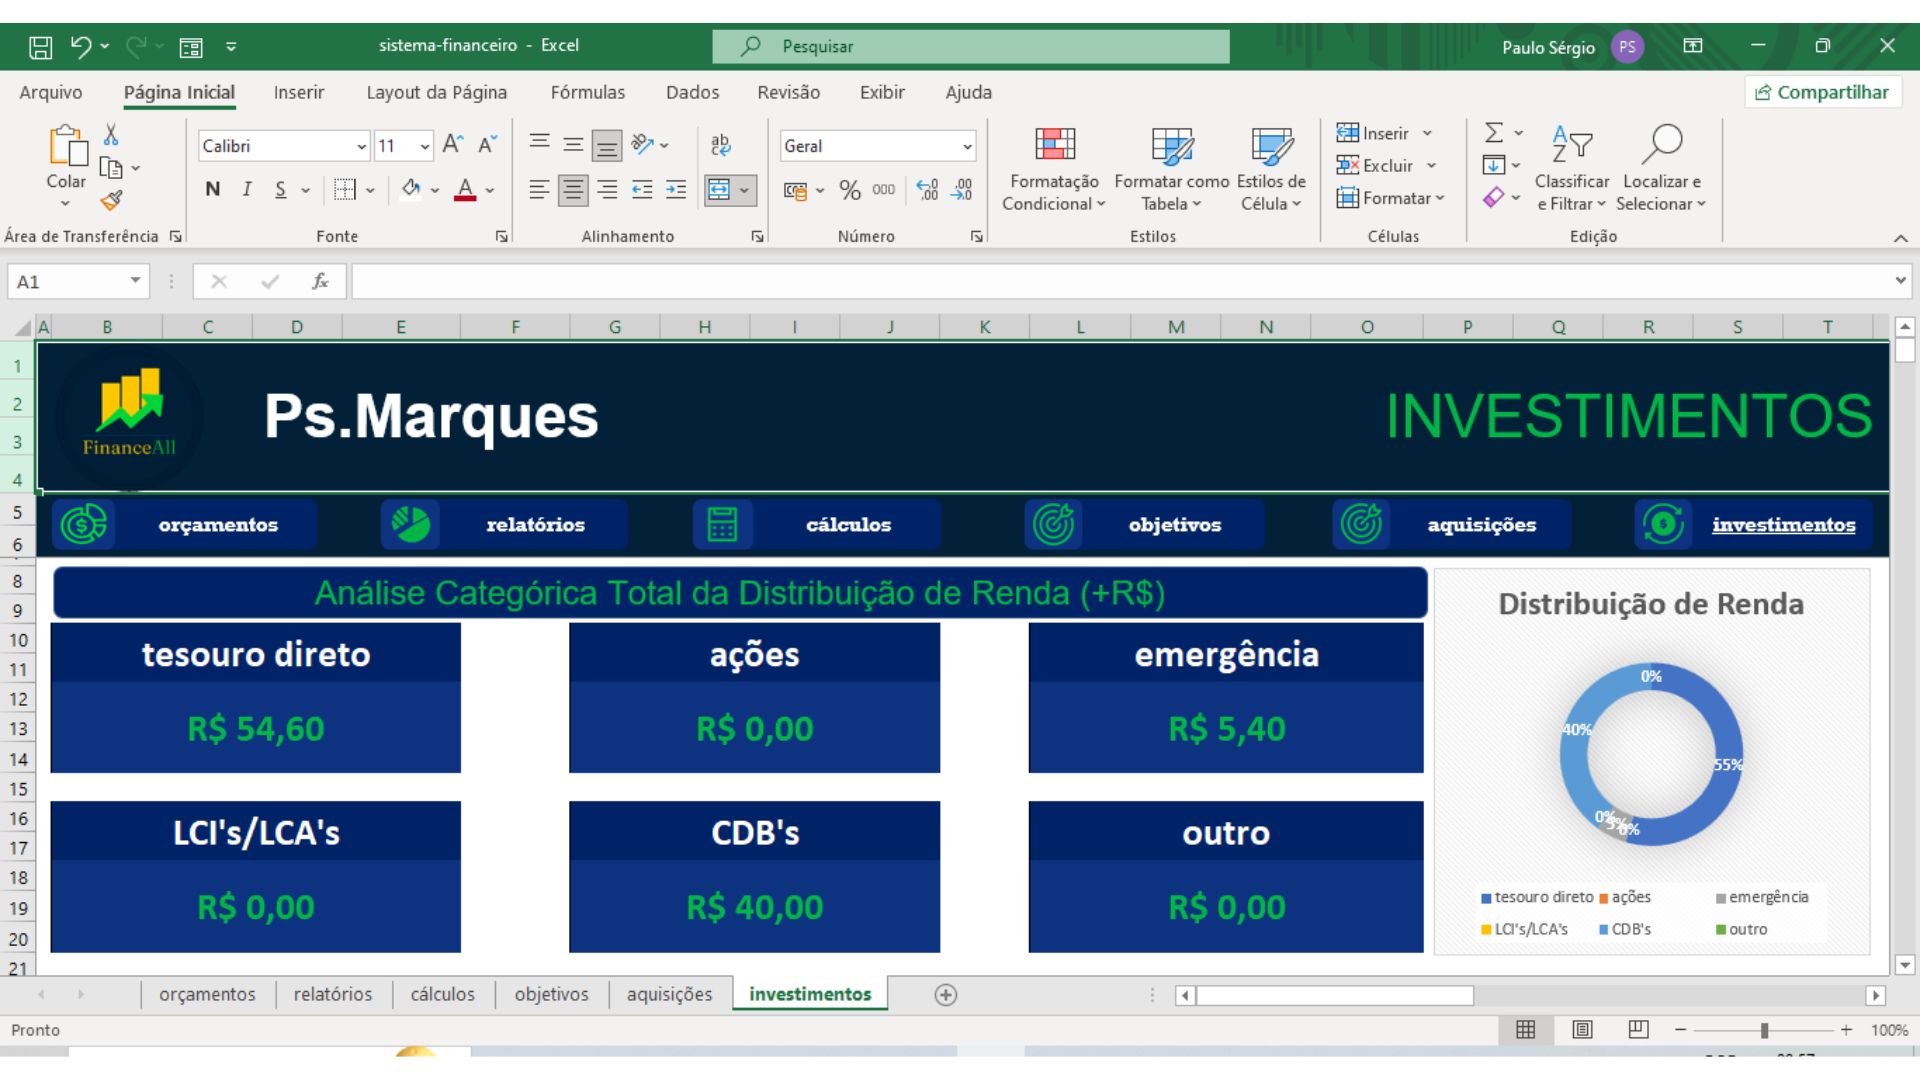 sistema-financeiro - Excel
Pesquisar
Paulo Sérgio
PS
Arquivo
Página Inicial
Inserir
Layout da Página
Fórmulas
Dados
Revisão
Exibir
Ajuda
Compartilhar
Colar
Área de Transferência
Calibri
11
N I S
Fonte
ab
Alinhamento
Geral
% 000
Número
Formatação Condicional
Formatar como Tabela
Estilos de Célula
Estilos
Inserir
Excluir
Formatar
Células
Classificar e Filtrar
Localizar e Selecionar
Edição
A1
fx
A B C D E F G H I J K L M N O P Q R S T
1
2
3
4
5
6
8
9
10
11
12
13
14
15
16
17
18
19
20
21
FinanceAll
Ps.Marques
INVESTIMENTOS
orçamentos
relatórios
cálculos
objetivos
aquisições
investimentos
Análise Categórica Total da Distribuição de Renda (+R$)
tesouro direto
R$ 54,60
ações
R$ 0,00
emergência
R$ 5,40
LCI's/LCA's
R$ 0,00
CDB's
R$ 40,00
outro
R$ 0,00
Distribuição de Renda
0%
40%
55%
0%
5%
0%
tesouro direto
ações
emergência
LCI's/LCA's
CDB's
outro
orçamentos
relatórios
cálculos
objetivos
aquisições
investimentos
Pronto
100%